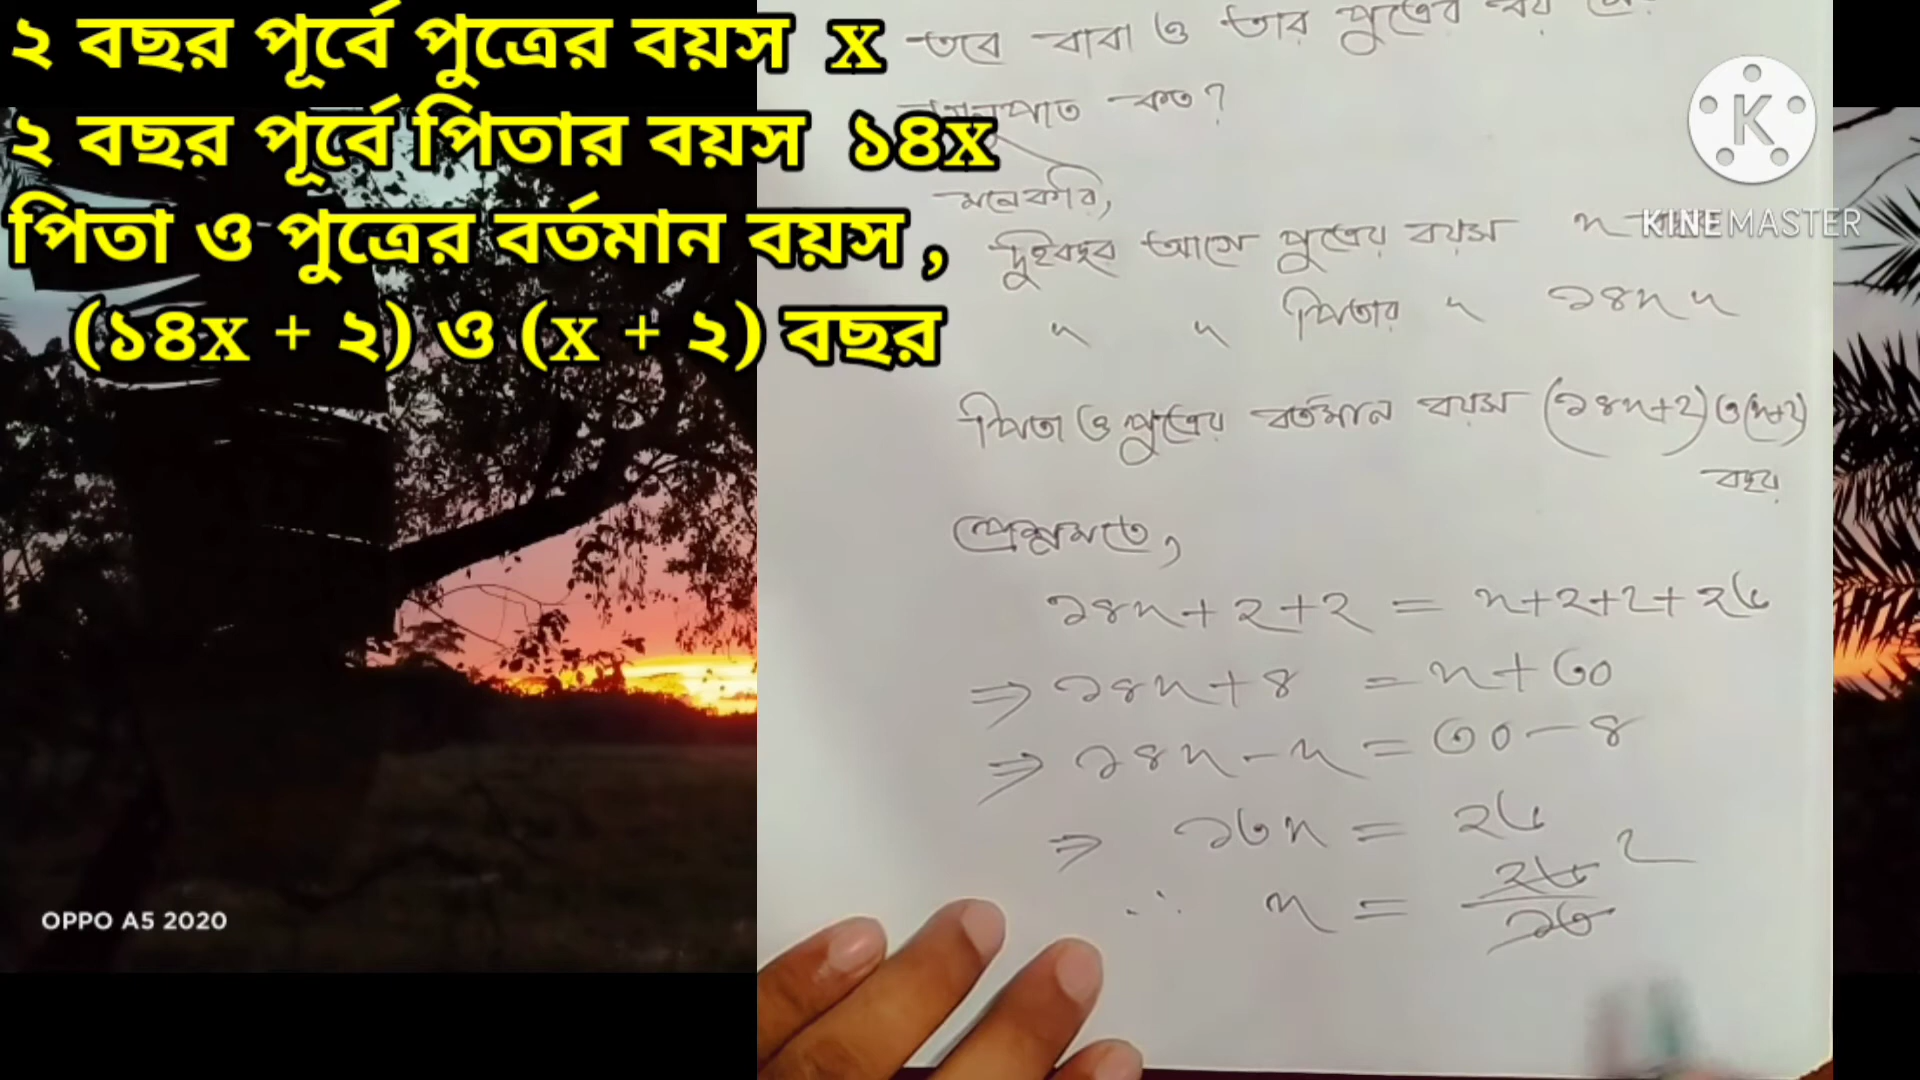 ২ বছর পূর্বে পুত্রের বয়স x
২ বছর পূর্বে পিতার বয়স ১৪x
পিতা ও পুত্রের বর্তমান বয়স ,
(১৪x + ২) ও (x + ২) বছর
OPPO A5 2020
K
KINEMASTER
তবে বাবা ও তার পুত্রের
কত?
মনেকরি,
দুইবছর আগে পুত্রের বয়স x
" " পিতার " ১৪x "
পিতা ও পুত্রের বর্তমান বয়স (১৪x+২) ও (x+২)
বছর
প্রশ্নমতে,
১৪x+২+২ = x+২+২+২৬
⇒ ১৪x+৪ = x+৩০
⇒ ১৪x-x = ৩০-৪
⇒ ১৩x = ২৬
∴ x = ২৬/১৩ ২